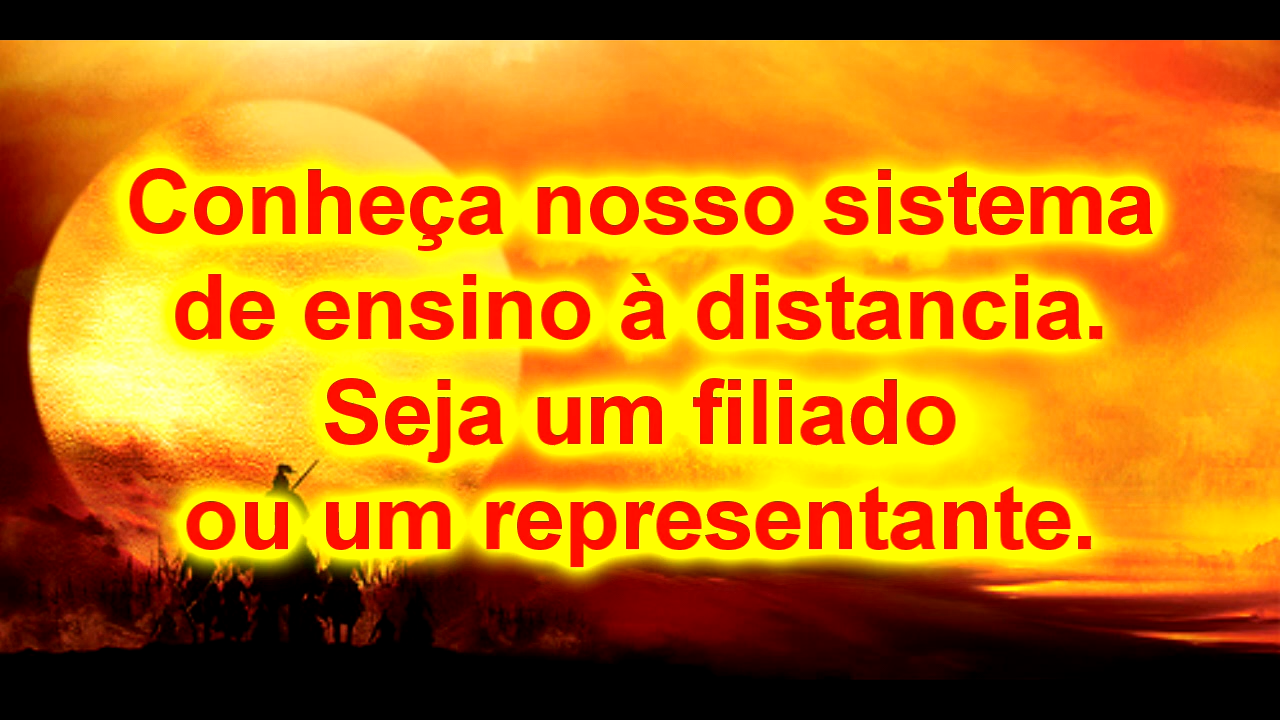 Conheça nosso sistema
de ensino à distancia.
Seja um filiado
ou um representante.